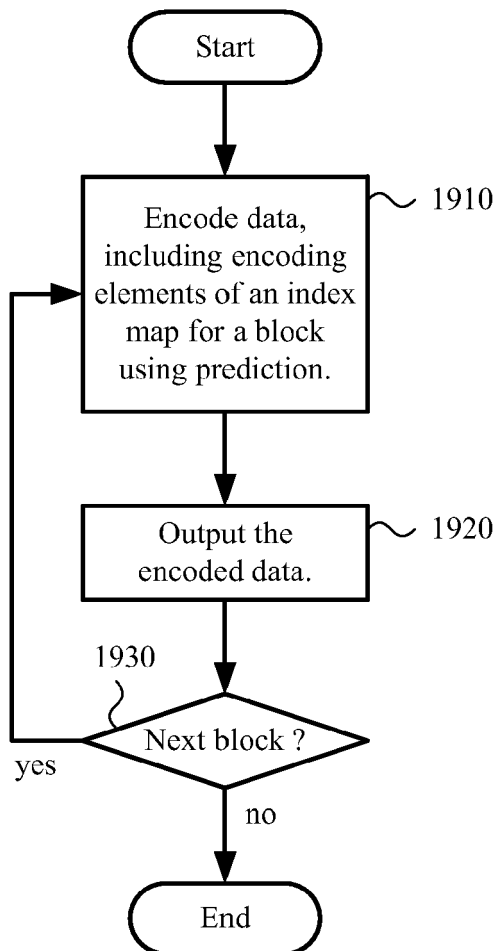 Start
1910
Encode data,
including encoding
elements of an index
map for a block
using prediction.
1920
Output the
encoded data.
1930
Next block ?
yes
no
End